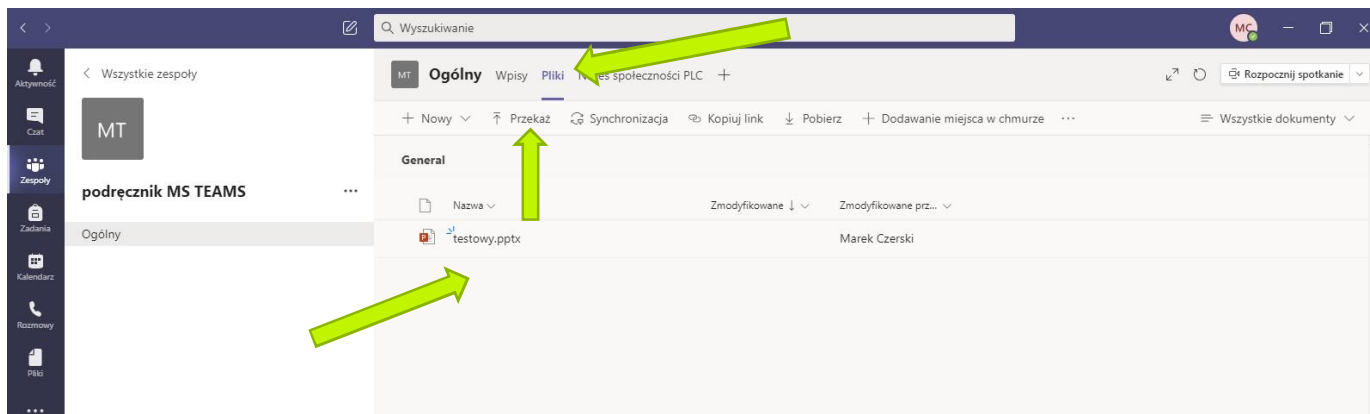 Wyszukiwanie
MC
Aktywność
Czat
Zespoły
Zadania
Kalendarz
Rozmowy
Pliki
Wszystkie zespoły
MT
podręcznik MS TEAMS
Ogólny
MT Ogólny Wpisy Pliki społeczności PLC
Rozpocznij spotkanie
Nowy Przekaż Synchronizacja Kopiuj link Pobierz Dodawanie miejsca w chmurze ... Wszystkie dokumenty
General
Nazwa Zmodyfikowane ↓ Zmodyfikowane prz...
testowy.pptx Marek Czerski